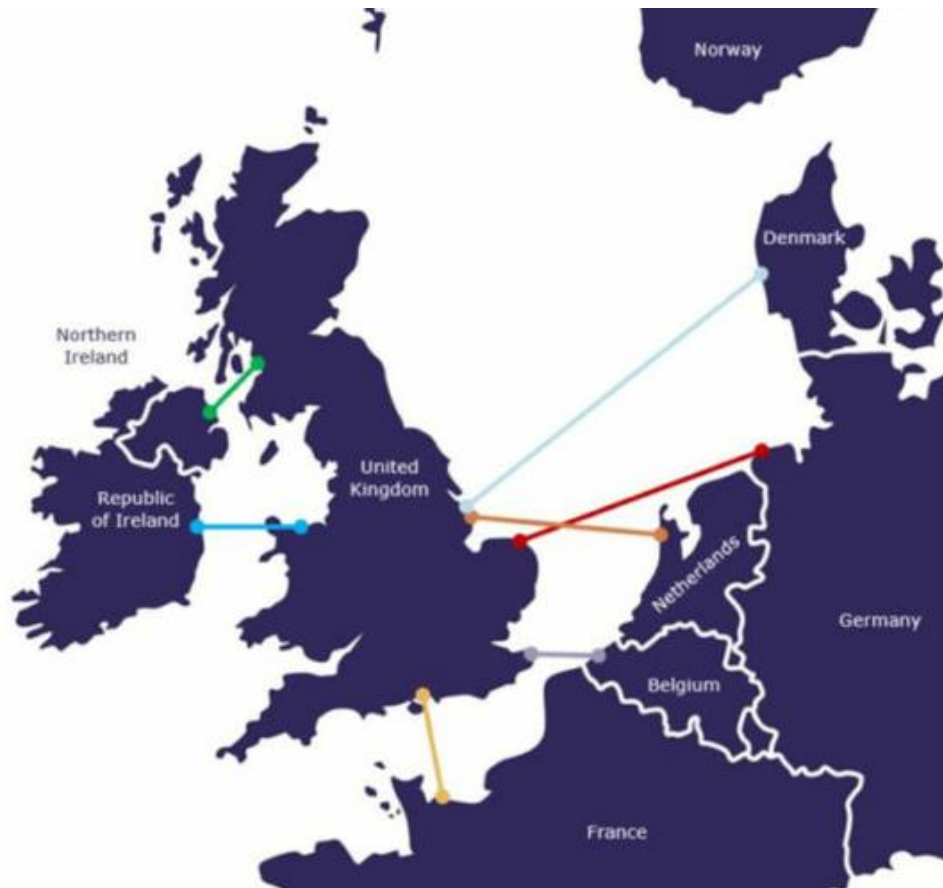 Norway
Denmark
Northern
Ireland
United
Kingdom
Republic
of Ireland
Netherlands
Germany
Belgium
France